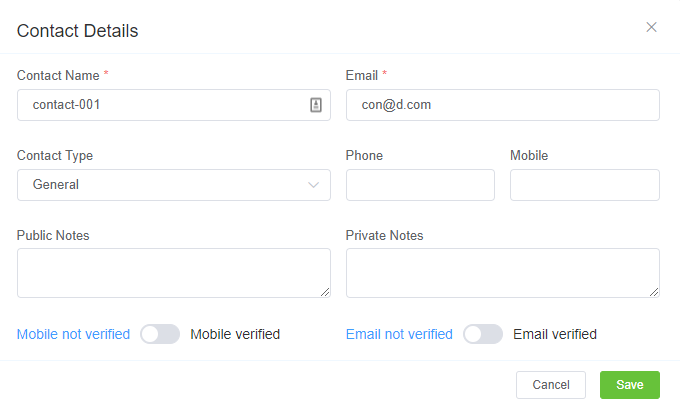 Contact Details
Contact Name * Email *
contact-001 con@d.com
Contact Type Phone Mobile
General
Public Notes Private Notes
Mobile not verified Mobile verified Email not verified Email verified
Cancel Save